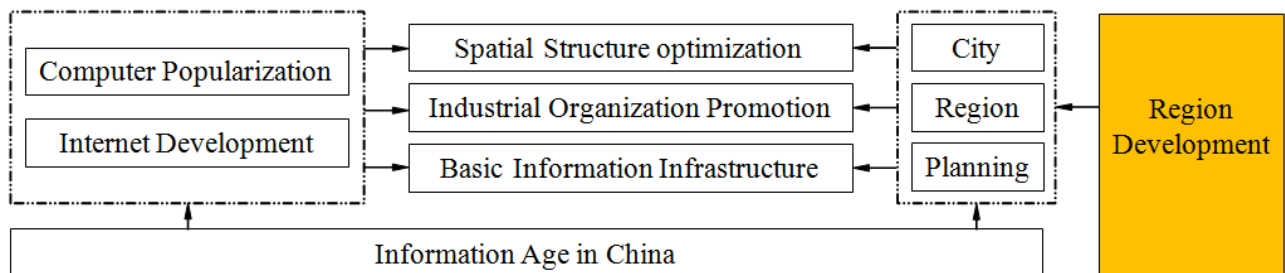 Computer Popularization
Internet Development
Spatial Structure optimization
Industrial Organization Promotion
Basic Information Infrastructure
City
Region
Planning
Region
Development
Information Age in China